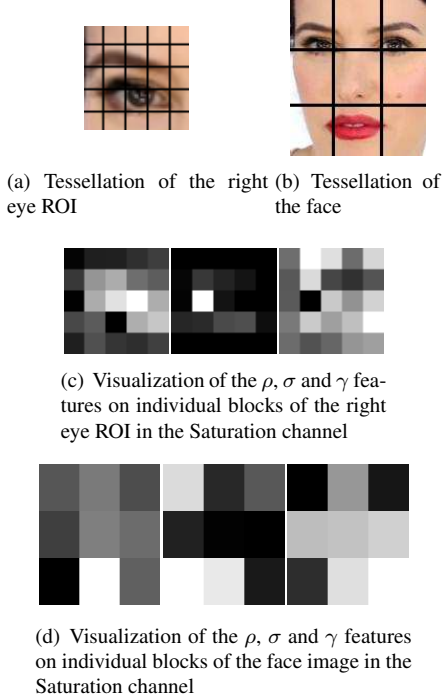 (a) Tessellation of the right
eye ROI
(b) Tessellation of
the face
(c) Visualization of the ρ, σ and γ fea-
tures on individual blocks of the right
eye ROI in the Saturation channel
(d) Visualization of the ρ, σ and γ features
on individual blocks of the face image in the
Saturation channel